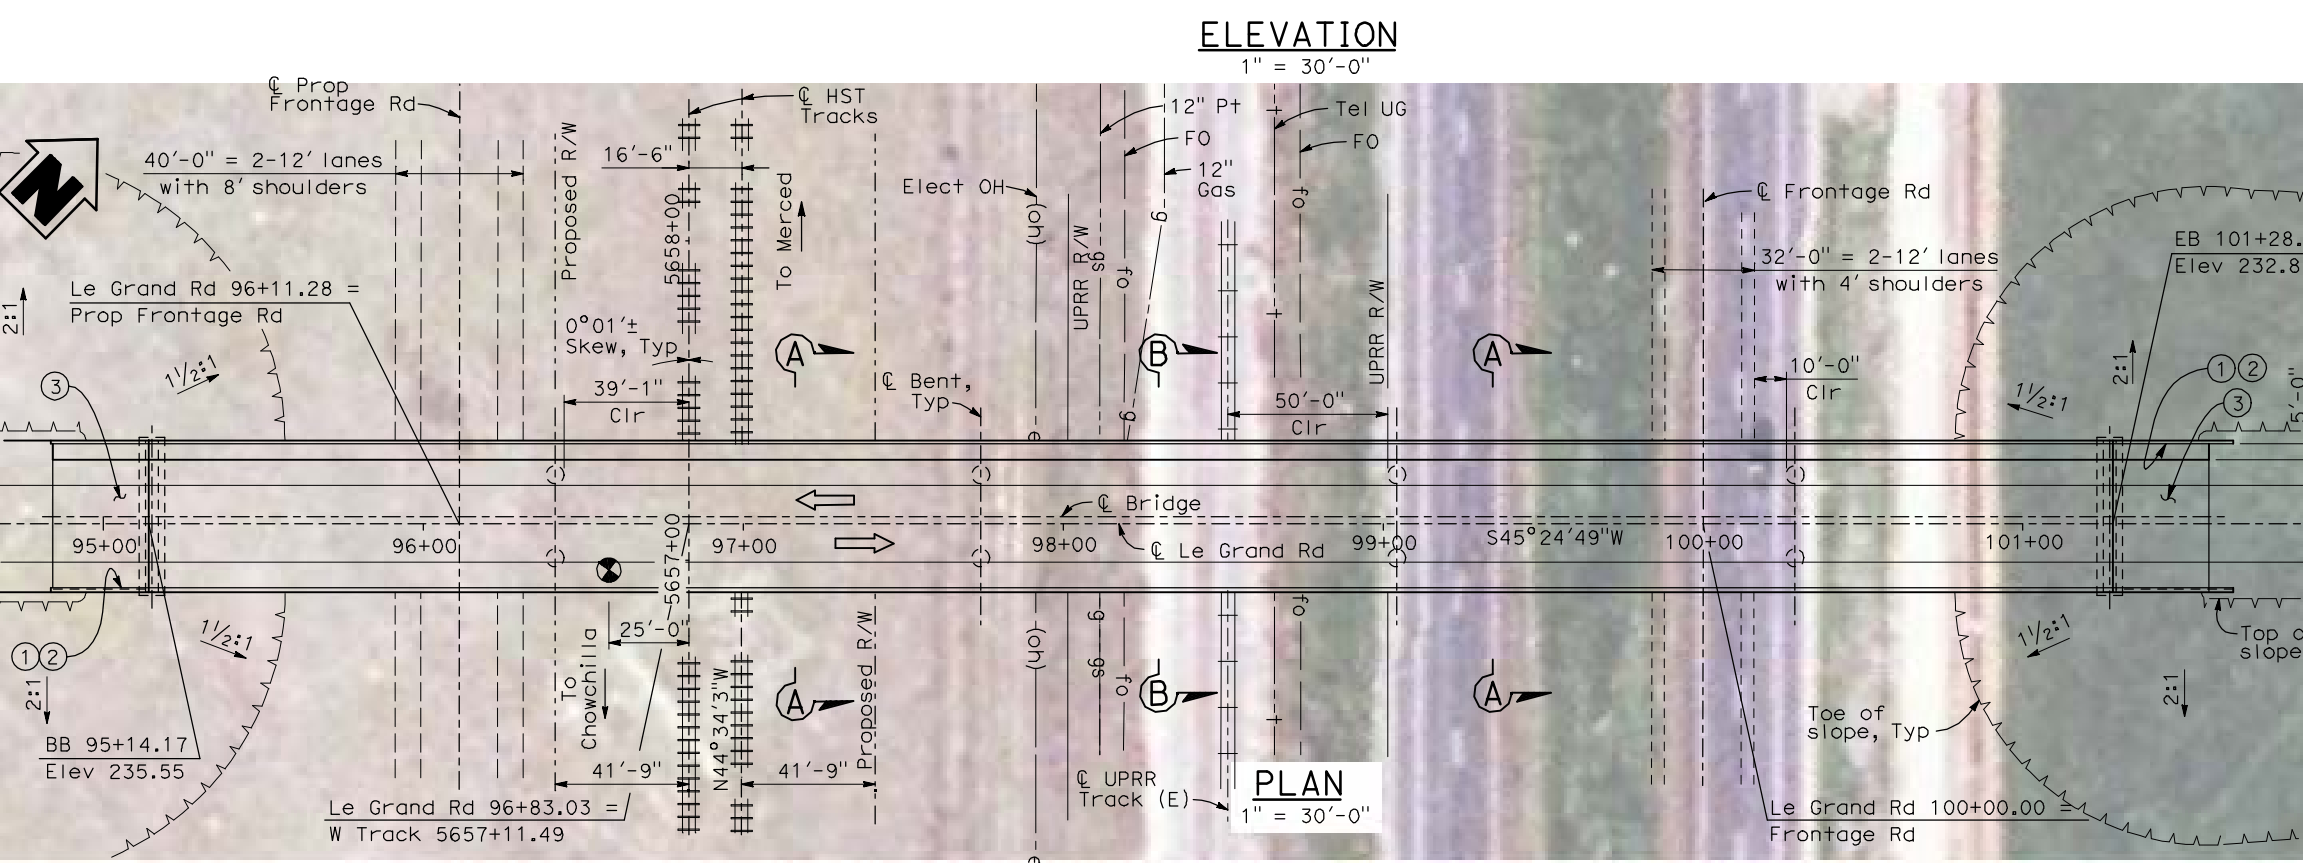 ELEVATION
1" = 30'-0"
℄ Prop
Frontage Rd
℄ HST
Tracks
12" Pt
Tel UG
FO
FO
12"
Gas
N
40'-0" = 2-12' lanes
with 8' shoulders
Proposed R/W
16'-6"
5658+00
To Merced
Elect OH
(oh)
UPRR R/W
gs
fo
g
fo
℄ Frontage Rd
32'-0" = 2-12' lanes
with 4' shoulders
EB 101+28.
Elev 232.8
2:1
Le Grand Rd 96+11.28 =
Prop Frontage Rd
1½:1
0°01'±
Skew, Typ
A
B
A
UPRR R/W
2:1
1 2
3
3
39'-1"
Clr
℄ Bent,
Typ
g
e
50'-0"
Clr
10'-0"
Clr
1½:1
5'-0"
℄ Bridge
℄ Le Grand Rd
95+00
96+00
5657+00
97+00
98+00
99+00
S45°24'49"W
100+00
101+00
1 2
1½:1
2:1
25'-0"
To
Chowchilla
N44°34'3"W
A
Proposed R/W
(oh)
g
gs
fo
B
fo
A
1½:1
Top o
slope
2:1
Toe of
slope, Typ
BB 95+14.17
Elev 235.55
41'-9"
41'-9"
℄ UPRR
Track (E)
PLAN
1" = 30'-0"
Le Grand Rd 96+83.03 =
W Track 5657+11.49
Le Grand Rd 100+00.00 =
Frontage Rd
e